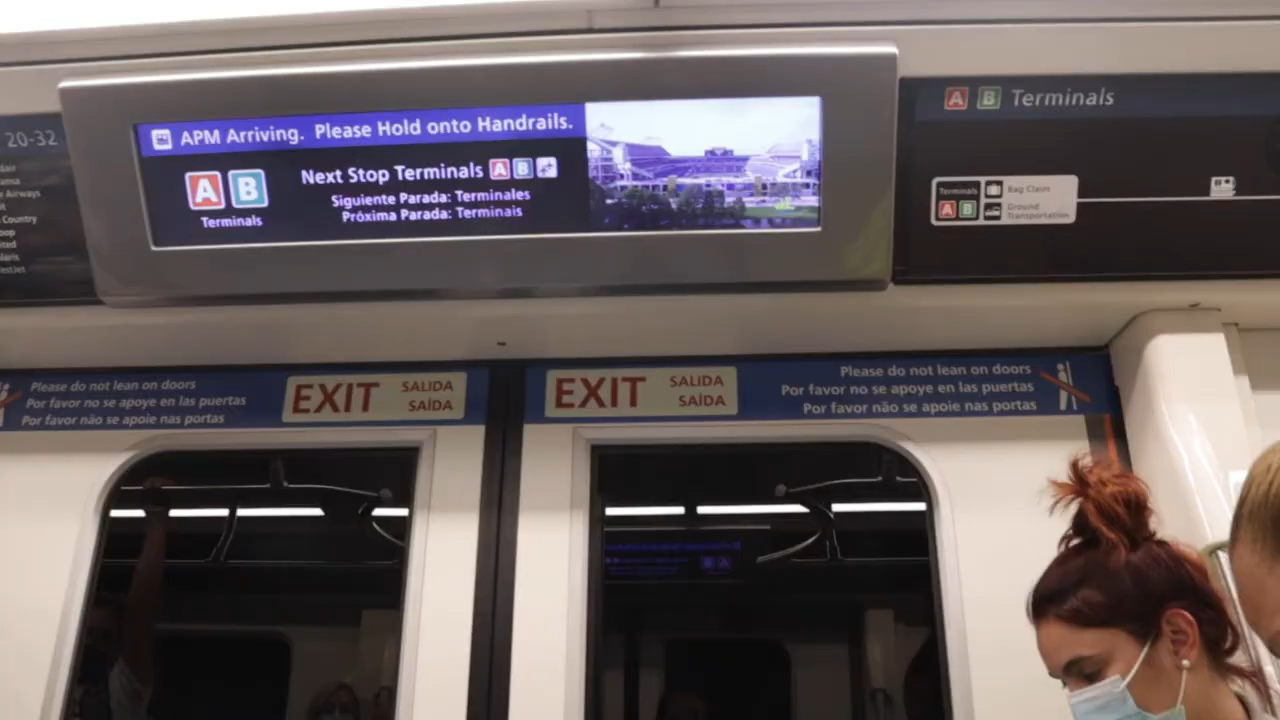 20-32
Airways
Country
APM Arriving. Please Hold onto Handrails.
A B
Terminals
Next Stop Terminals A B
Siguiente Parada: Terminales
Próxima Parada: Terminais
A B Terminals
Terminals
A B
Bag Claim
Ground
Transportation
Please do not lean on doors
Por favor no se apoye en las puertas
Por favor não se apoie nas portas
EXIT
SALIDA
SAÍDA
EXIT
SALIDA
SAÍDA
Please do not lean on doors
Por favor no se apoye en las puertas
Por favor não se apoie nas portas